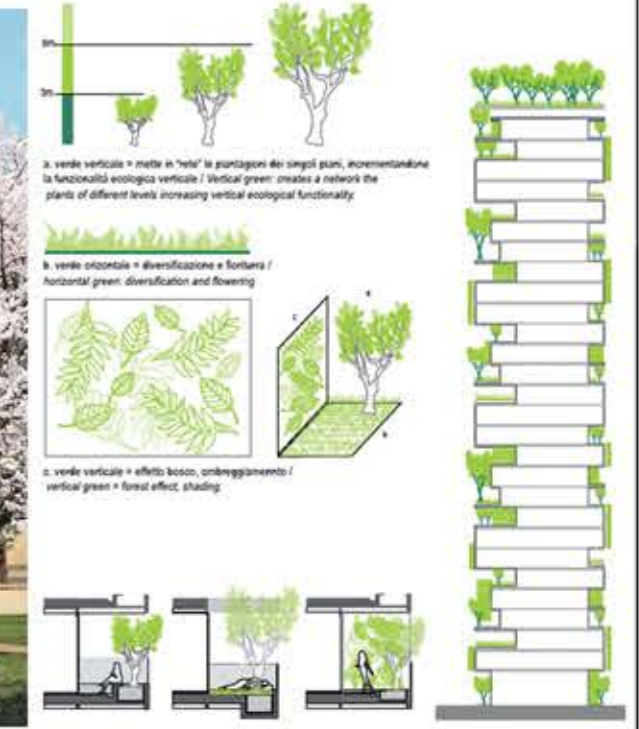 6m
3m
a. verde verticale = mette in "rete" le piantagioni dei singoli piani, incrementandone
la funzionalità ecologica verticale / Vertical green: creates a network the
plants of different levels increasing vertical ecological functionality.
b. verde orizzontale = diversificazione e fioritura /
horizontal green: diversification and flowering
c
a
b
c. verde verticale = effetto bosco, ombreggiamento /
vertical green = forest effect, shading.